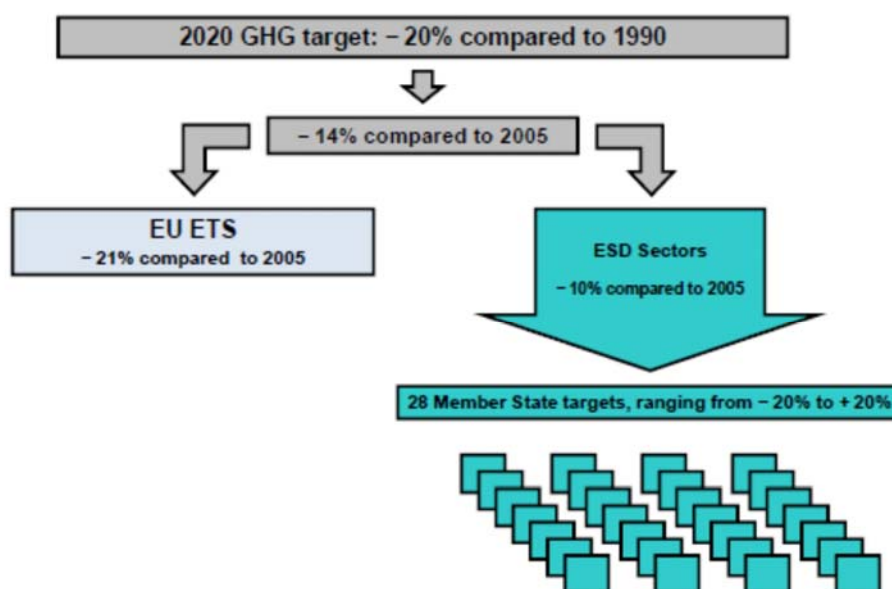 2020 GHG target: – 20% compared to 1990
– 14% compared to 2005
EU ETS
– 21% compared to 2005
ESD Sectors
– 10% compared to 2005
28 Member State targets, ranging from – 20% to + 20%